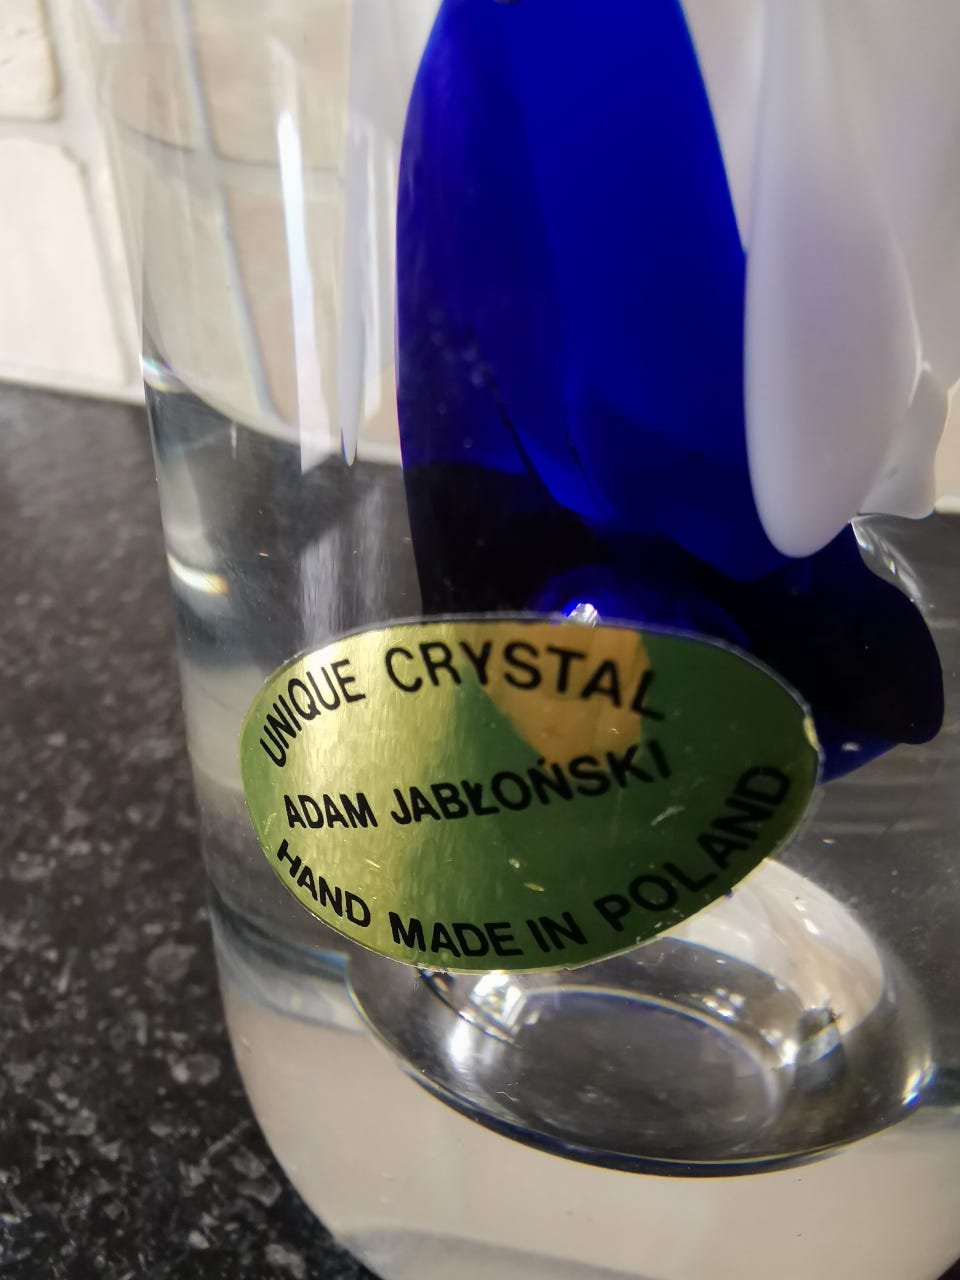 UNIQUE CRYSTAL
ADAM JABŁOŃSKI
HAND MADE IN POLAND